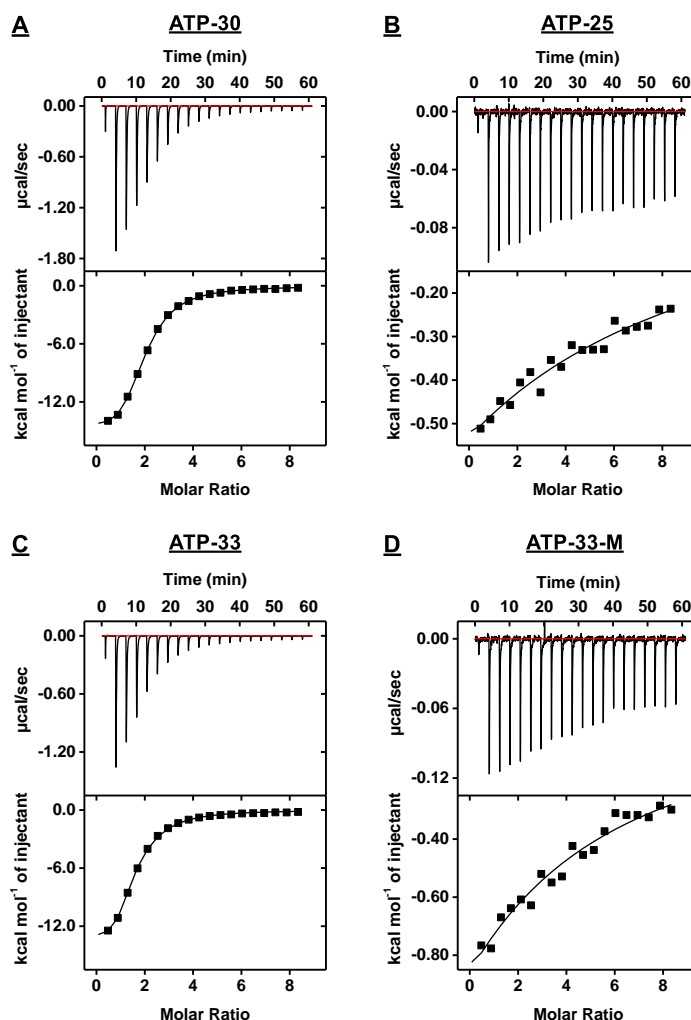 A ATP-30
Time (min)
0 10 20 30 40 50 60
0.00
-0.60
-1.20
-1.80
µcal/sec
0.0
-6.0
-12.0
kcal mol-1 of injectant
0 2 4 6 8
Molar Ratio
B ATP-25
Time (min)
0 10 20 30 40 50 60
0.00
-0.04
-0.08
µcal/sec
-0.20
-0.30
-0.40
-0.50
kcal mol-1 of injectant
0 2 4 6 8
Molar Ratio
C ATP-33
Time (min)
0 10 20 30 40 50 60
0.00
-0.60
-1.20
µcal/sec
0.0
-6.0
-12.0
kcal mol-1 of injectant
0 2 4 6 8
Molar Ratio
D ATP-33-M
Time (min)
0 10 20 30 40 50 60
0.00
-0.06
-0.12
µcal/sec
-0.40
-0.60
-0.80
kcal mol-1 of injectant
0 2 4 6 8
Molar Ratio